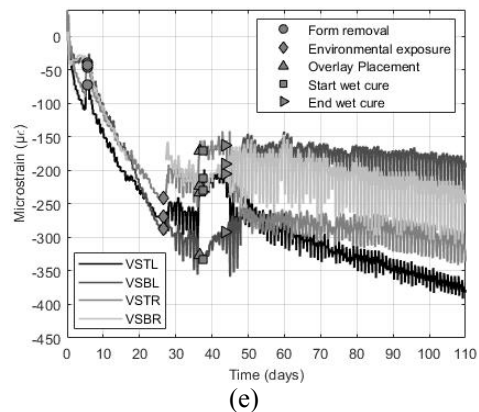 0
-50
-100
-150
-200
-250
-300
-350
-400
-450
Microstrain (με)
Form removal
Environmental exposure
Overlay Placement
Start wet cure
End wet cure
VSTL
VSBL
VSTR
VSBR
0 10 20 30 40 50 60 70 80 90 100 110
Time (days)
(e)